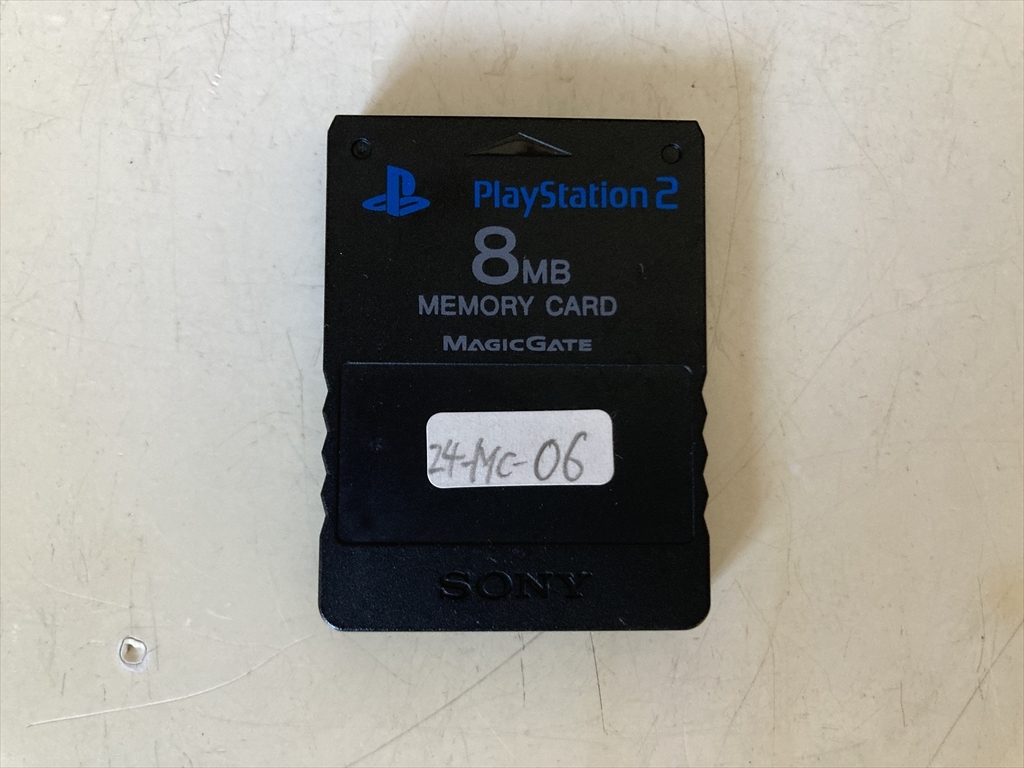 PlayStation 2
8MB
MEMORY CARD
MAGICGATE
24-MC-06
SONY